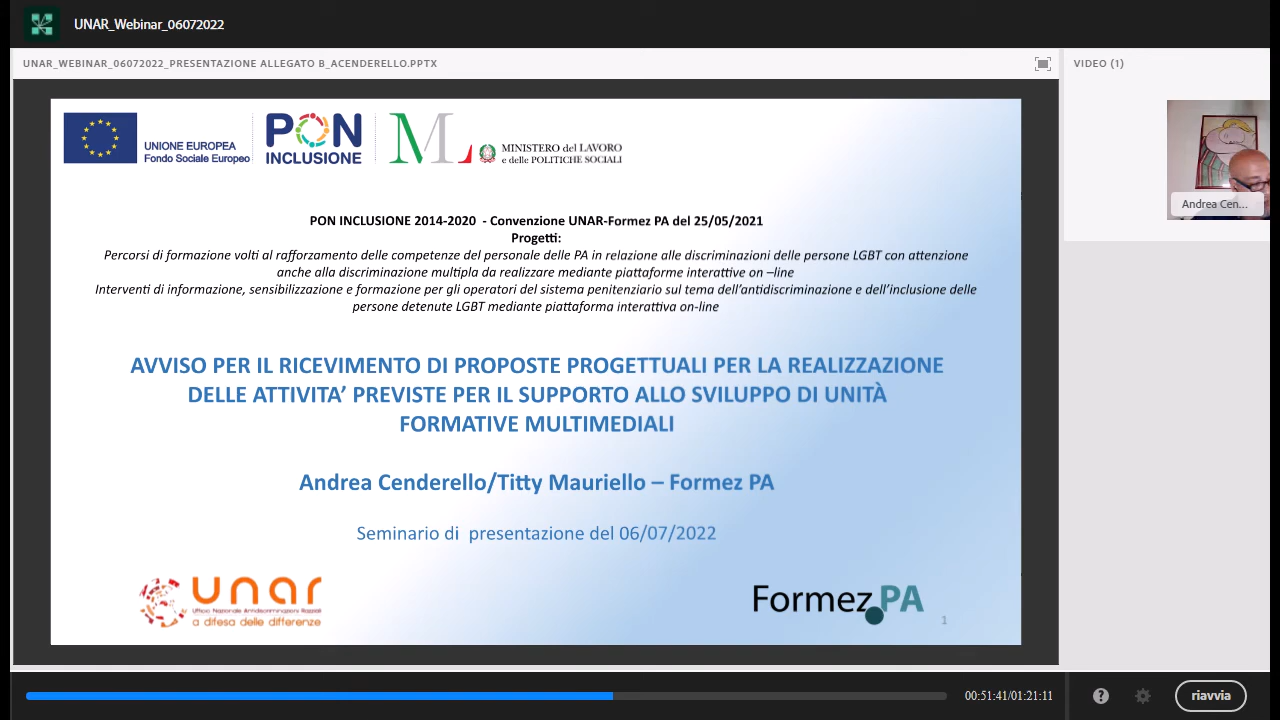 UNAR_Webinar_06072022
UNAR_WEBINAR_06072022_PRESENTAZIONE ALLEGATO B_ACENDERELLO.PPTX
VIDEO (1)
UNIONE EUROPEA
Fondo Sociale Europeo
PON
INCLUSIONE
ML
MINISTERO del LAVORO
e delle POLITICHE SOCIALI
Andrea Cen...
PON INCLUSIONE 2014-2020 - Convenzione UNAR-Formez PA del 25/05/2021
Progetti:
Percorsi di formazione volti al rafforzamento delle competenze del personale delle PA in relazione alle discriminazioni delle persone LGBT con attenzione
anche alla discriminazione multipla da realizzare mediante piattaforme interattive on –line
Interventi di informazione, sensibilizzazione e formazione per gli operatori del sistema penitenziario sul tema dell'antidiscriminazione e dell'inclusione delle
persone detenute LGBT mediante piattaforma interattiva on-line
AVVISO PER IL RICEVIMENTO DI PROPOSTE PROGETTUALI PER LA REALIZZAZIONE
DELLE ATTIVITA' PREVISTE PER IL SUPPORTO ALLO SVILUPPO DI UNITÀ
FORMATIVE MULTIMEDIALI
Andrea Cenderello/Titty Mauriello – Formez PA
Seminario di presentazione del 06/07/2022
unar
Ufficio Nazionale Antidiscriminazioni Razziali
a difesa delle differenze
Formez PA
1
00:51:41/01:21:11
?
riavvia